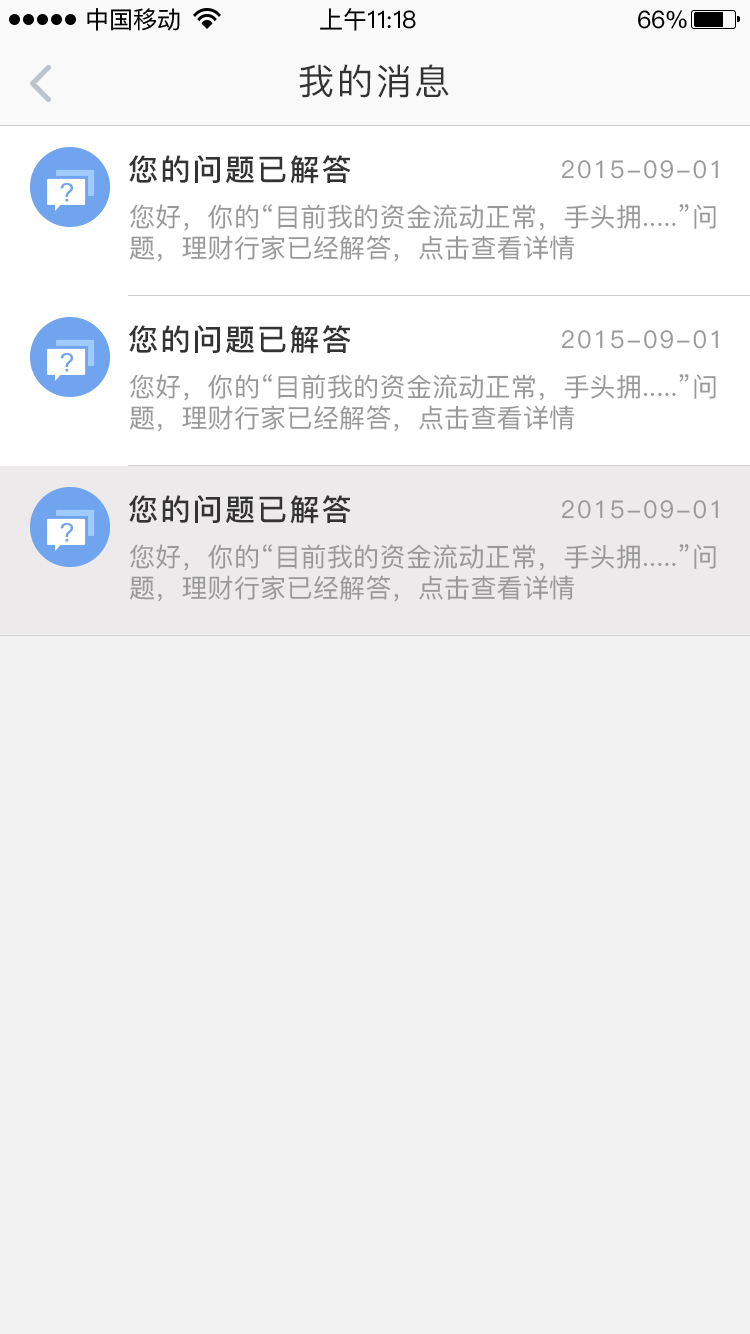 中国移动 上午11:18 66%
我的消息
?
您的问题已解答 2015-09-01
您好，你的“目前我的资金流动正常，手头拥.....”问
题，理财行家已经解答，点击查看详情
?
您的问题已解答 2015-09-01
您好，你的“目前我的资金流动正常，手头拥.....”问
题，理财行家已经解答，点击查看详情
?
您的问题已解答 2015-09-01
您好，你的“目前我的资金流动正常，手头拥.....”问
题，理财行家已经解答，点击查看详情